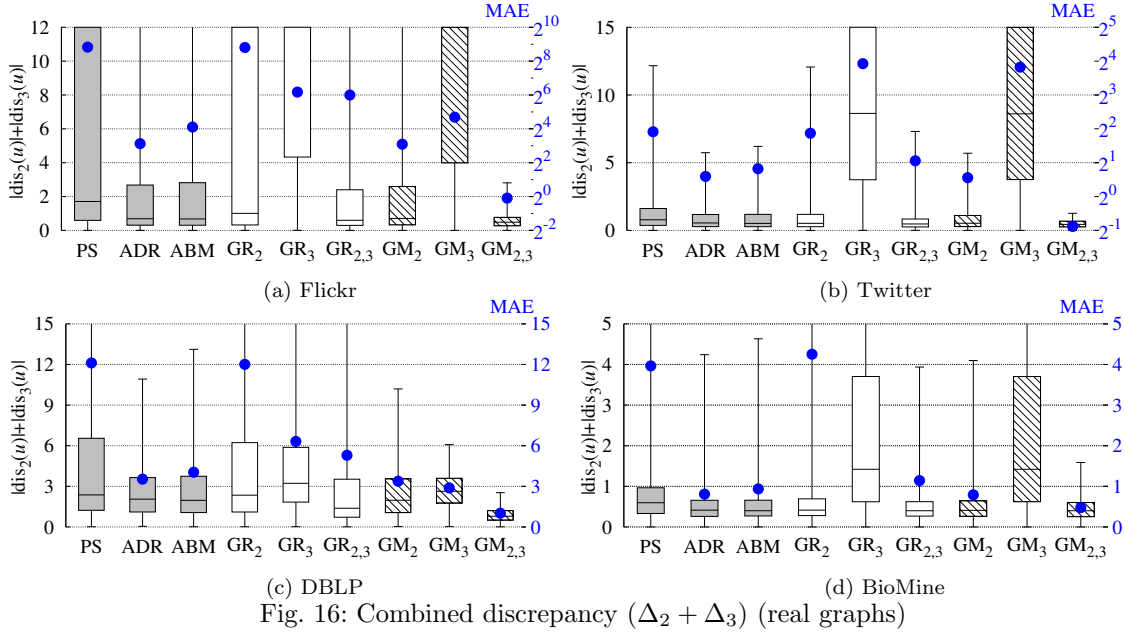 MAE
|dis2(u)|+|dis3(u)|
12
10
8
6
4
2
0
2^10
2^8
2^6
2^4
2^2
2^0
2^-2
PS ADR ABM GR2 GR3 GR2,3 GM2 GM3 GM2,3
(a) Flickr
MAE
|dis2(u)|+|dis3(u)|
15
10
5
0
2^5
2^4
2^3
2^2
2^1
2^0
2^-1
PS ADR ABM GR2 GR3 GR2,3 GM2 GM3 GM2,3
(b) Twitter
MAE
|dis2(u)|+|dis3(u)|
15
12
9
6
3
0
15
12
9
6
3
0
PS ADR ABM GR2 GR3 GR2,3 GM2 GM3 GM2,3
(c) DBLP
MAE
|dis2(u)|+|dis3(u)|
5
4
3
2
1
0
5
4
3
2
1
0
PS ADR ABM GR2 GR3 GR2,3 GM2 GM3 GM2,3
(d) BioMine
Fig. 16: Combined discrepancy (Δ2 + Δ3) (real graphs)